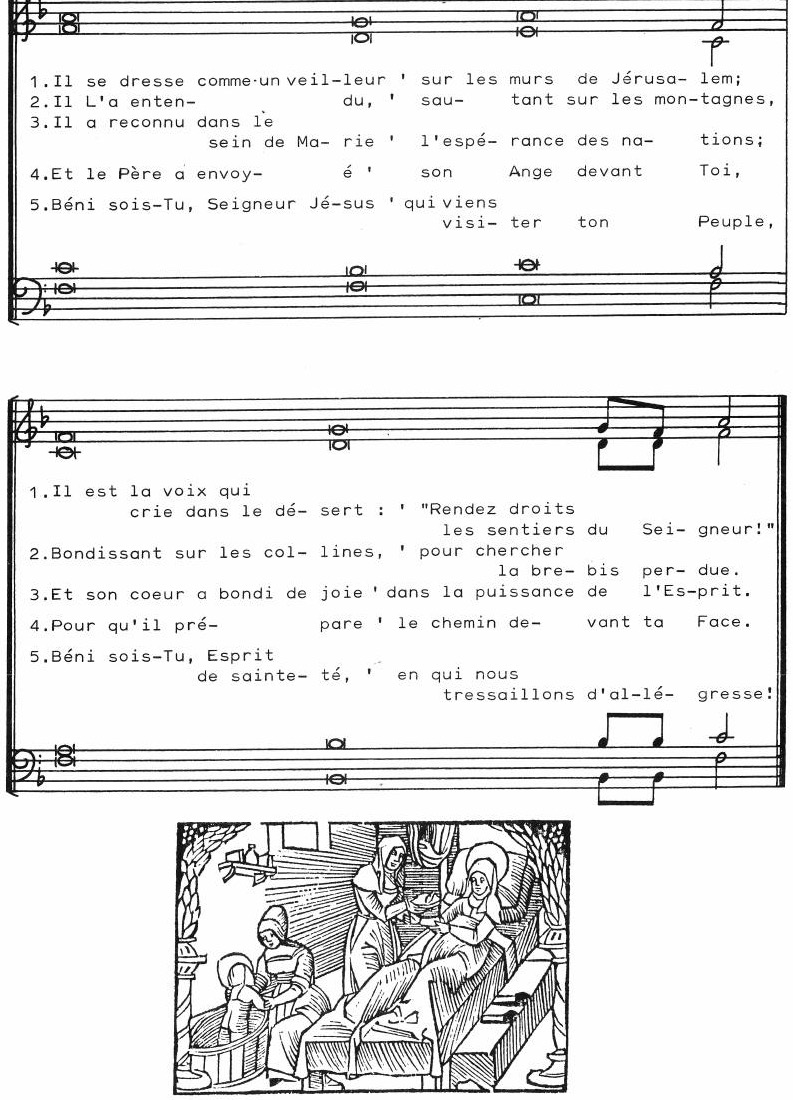 1.Il se dresse comme·un veil-leur ' sur les murs de Jérusa- lem;
2.Il L'a enten- du, ' sau- tant sur les mon-tagnes,
3.Il a reconnu dans le
sein de Ma- rie ' l'espé- rance des na- tions;
4.Et le Père a envoy- é ' son Ange devant Toi,
5.Béni sois-Tu, Seigneur Jé-sus ' qui viens
visi- ter ton Peuple,
1.Il est la voix qui
crie dans le dé- sert : ' "Rendez droits
les sentiers du Sei- gneur!"
2.Bondissant sur les col- lines, ' pour chercher
la bre- bis per- due.
3.Et son coeur a bondi de joie ' dans la puissance de l'Es-prit.
4.Pour qu'il pré- pare ' le chemin de- vant ta Face.
5.Béni sois-Tu, Esprit
de sainte- té, ' en qui nous
tressaillons d'al-lé- gresse!